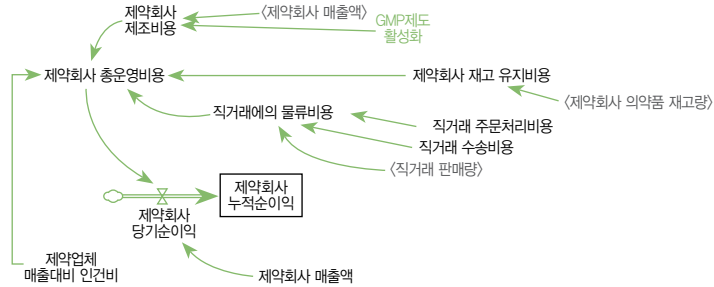 제약회사
제조비용
〈제약회사 매출액〉
GMP제도
활성화
제약회사 총운영비용
제약회사 재고 유지비용
〈제약회사 의약품 재고량〉
직거래에의 물류비용
직거래 주문처리비용
직거래 수송비용
〈직거래 판매량〉
제약회사
누적순이익
제약회사
당기순이익
제약업체
매출대비 인건비
제약회사 매출액